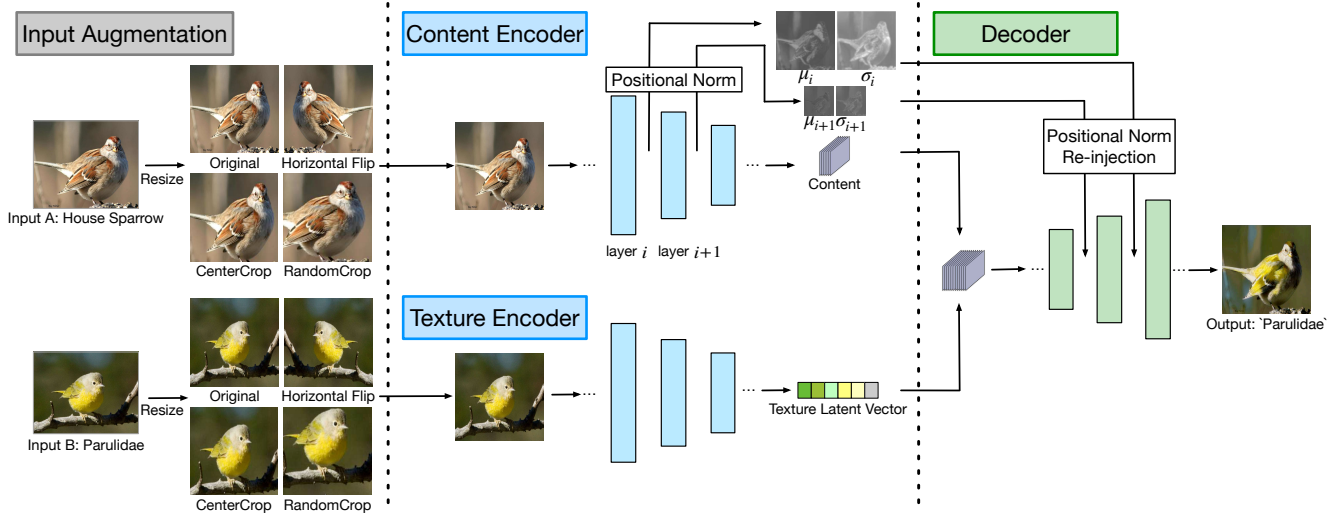 Input Augmentation
Content Encoder
Decoder
Original
Horizontal Flip
Resize
Input A: House Sparrow
CenterCrop
RandomCrop
Positional Norm
μi
σi
μi+1
σi+1
...
...
Content
layer i
layer i+1
Positional Norm
Re-injection
...
...
Output: `Parulidae`
Texture Encoder
Original
Horizontal Flip
Resize
Input B: Parulidae
CenterCrop
RandomCrop
...
...
Texture Latent Vector